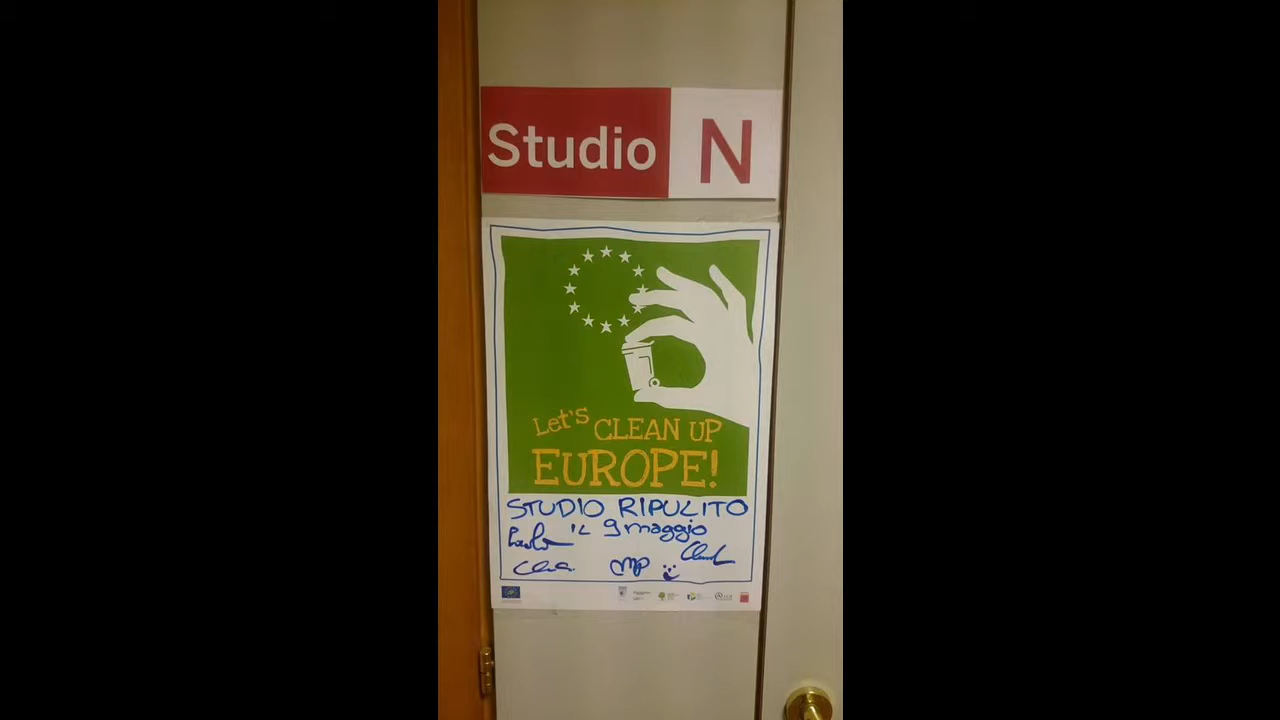 Studio N
Let's CLEAN UP
EUROPE!
STUDIO RIPULITO
IL 9 maggio